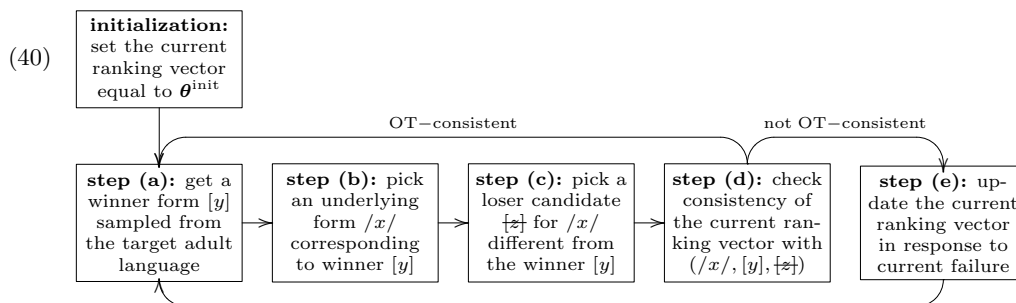 (40)
initialization:
set the current
ranking vector
equal to θ^init
OT−consistent
not OT−consistent
step (a): get a
winner form [y]
sampled from
the target adult
language
step (b): pick
an underlying
form /x/
corresponding
to winner [y]
step (c): pick a
loser candidate
[z] for /x/
different from
the winner [y]
step (d): check
consistency of
the current ran-
king vector with
(/x/, [y], [z])
step (e): up-
date the current
ranking vector
in response to
current failure